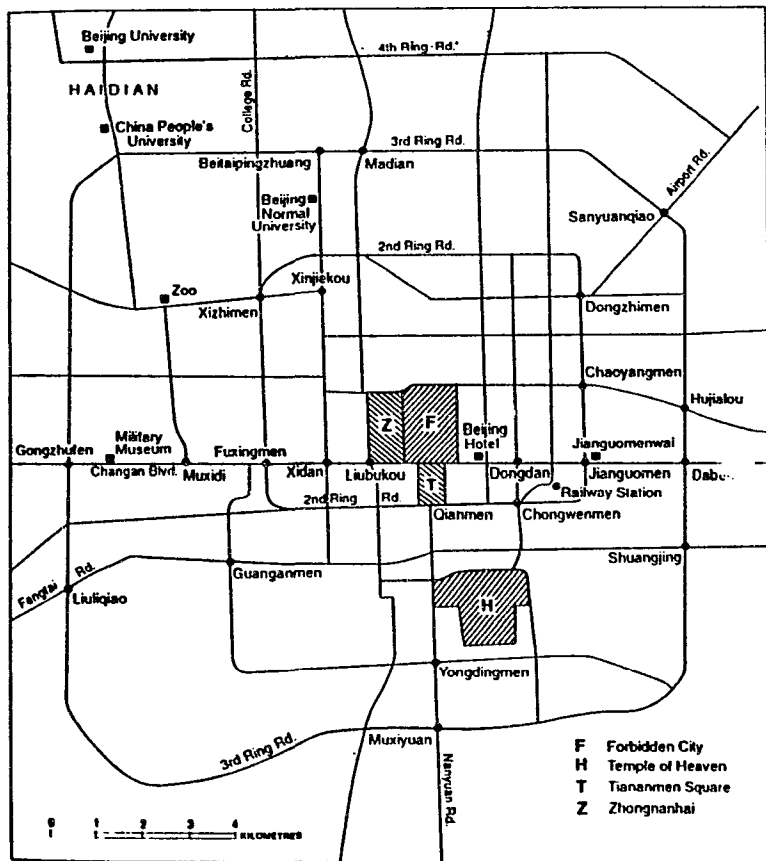 Beijing University
4th Ring Rd.
HAIDIAN
College Rd.
China People's
University
3rd Ring Rd.
Beitaipingzhuang
Madian
Airport Rd.
Beijing
Normal
University
Sanyuanqiao
2nd Ring Rd.
Xinjiekou
Zoo
Xizhimen
Dongzhimen
Chaoyangmen
Hujialou
Z
F
Military
Museum
Fuxingmen
Beijing
Hotel
Jianguomenwai
Gongzhufen
Changan Blvd.
Muxidi
Xidan
Liubukou
Dongdan
Jianguomen
T
Railway Station
2nd Ring Rd.
Qianmen
Chongwenmen
Shuangjing
Guanganmen
Fengtai Rd.
Liuliqiao
H
Yongdingmen
Muxiyuan
3rd Ring Rd.
Nanyuan Rd.
F Forbidden City
H Temple of Heaven
T Tiananmen Square
Z Zhongnanhai
0 1 2 3 4
KILOMETRES